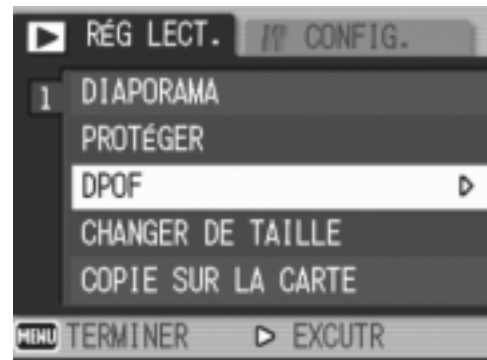 RÉG LECT. CONFIG.
1 DIAPORAMA
PROTÉGER
DPOF
CHANGER DE TAILLE
COPIE SUR LA CARTE
MENU TERMINER EXCUTR